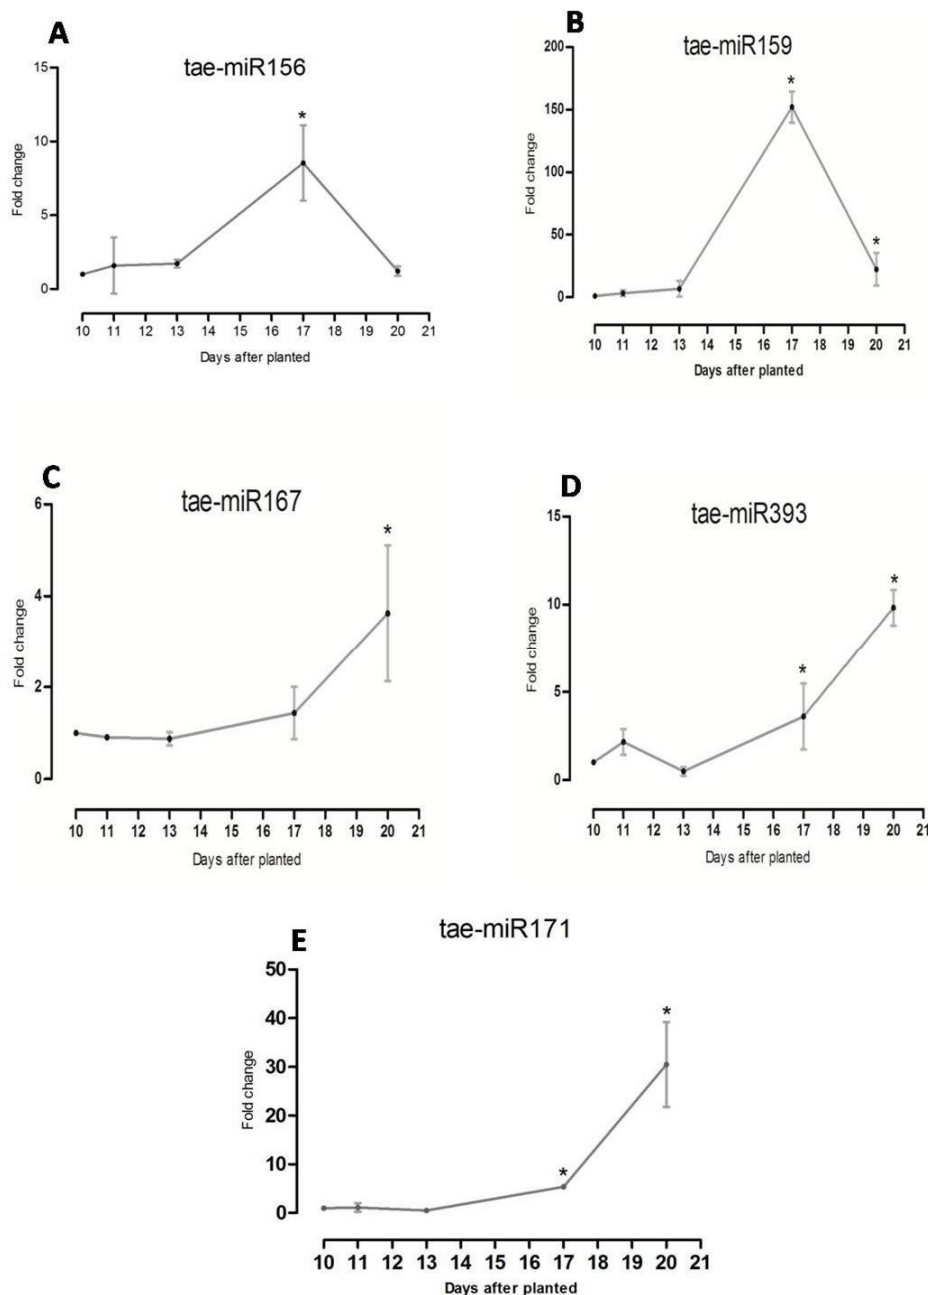 A
tae-miR156
15
10
5
0
Fold change
*
10 11 12 13 14 15 16 17 18 19 20 21
Days after planted
B
tae-miR159
200
150
100
50
0
Fold change
*
*
10 11 12 13 14 15 16 17 18 19 20 21
Days after planted
C
tae-miR167
6
4
2
0
Fold change
*
10 11 12 13 14 15 16 17 18 19 20 21
Days after planted
D
tae-miR393
15
10
5
0
Fold change
*
*
10 11 12 13 14 15 16 17 18 19 20 21
Days after planted
E
tae-miR171
50
40
30
20
10
0
Fold change
*
*
10 11 12 13 14 15 16 17 18 19 20 21
Days after planted